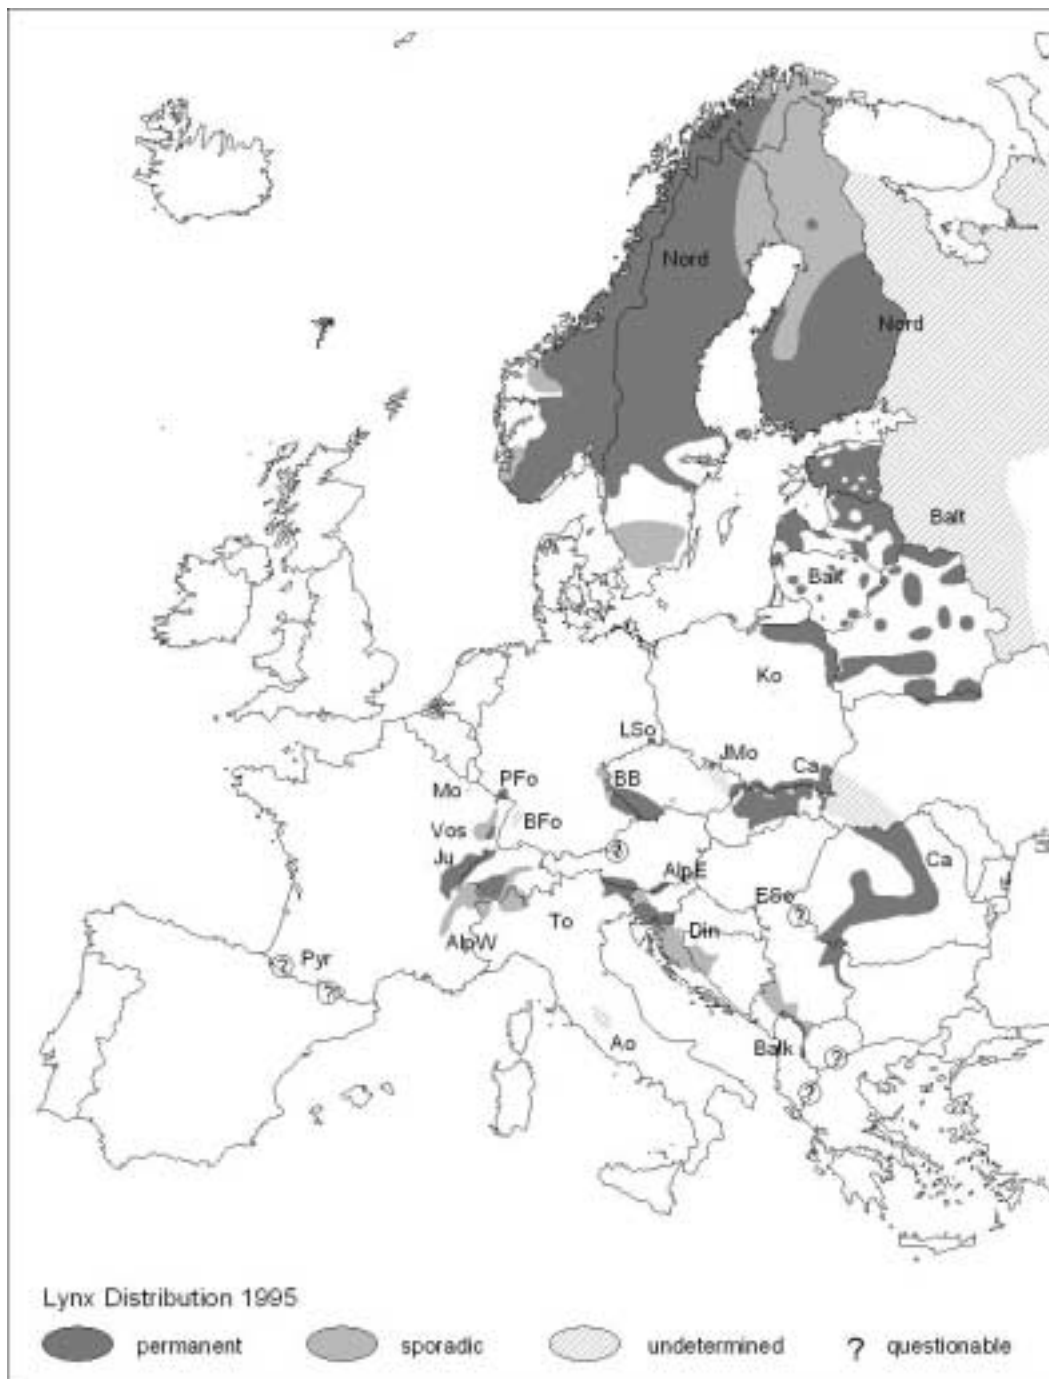 Nord
Nord
Balt
Balt
Ko
LSo
JMo
Ca
PFo
BB
Mo
BFo
Vos
Ju
?
AlpE
Ca
ESe
?
To
Din
AlpW
?
Pyr
?
Ao
Balk
?
?
Lynx Distribution 1995
permanent sporadic undetermined ? questionable